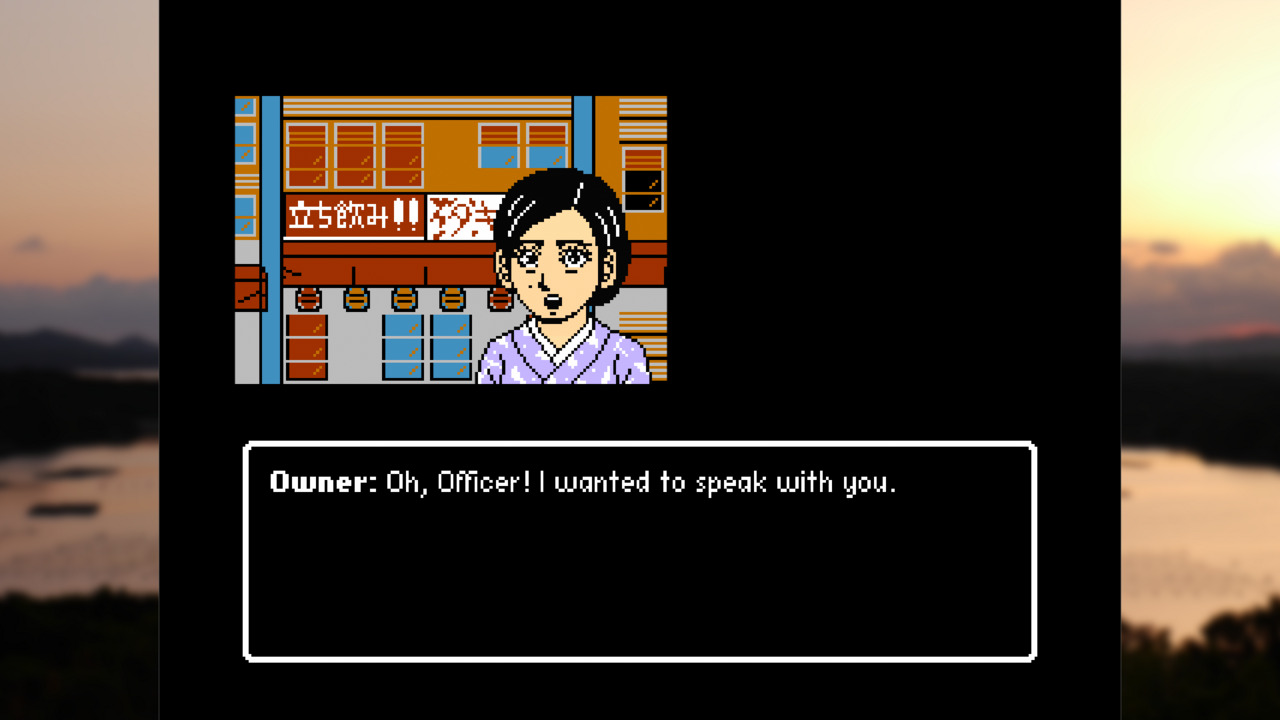 立ち飲み!!
Owner: Oh, Officer! I wanted to speak with you.